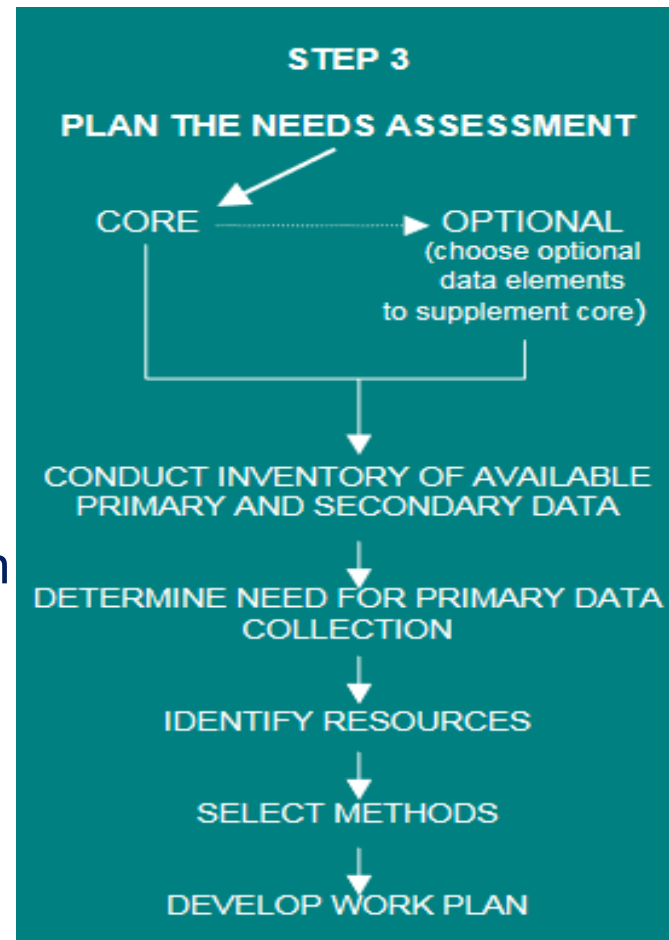 STEP 3
PLAN THE NEEDS ASSESSMENT
CORE
OPTIONAL
(choose optional
data elements
to supplement core)
CONDUCT INVENTORY OF AVAILABLE
PRIMARY AND SECONDARY DATA
n
DETERMINE NEED FOR PRIMARY DATA
COLLECTION
IDENTIFY RESOURCES
SELECT METHODS
DEVELOP WORK PLAN